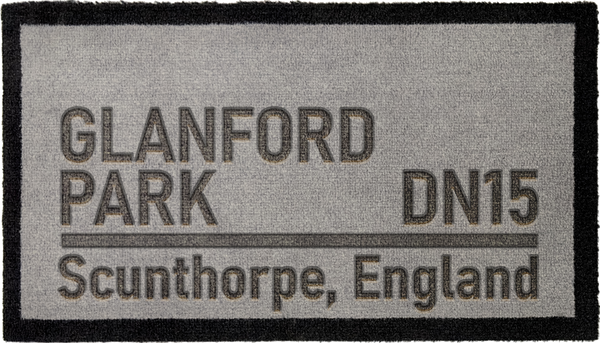 GLANFORD
PARK DN15
Scunthorpe, England